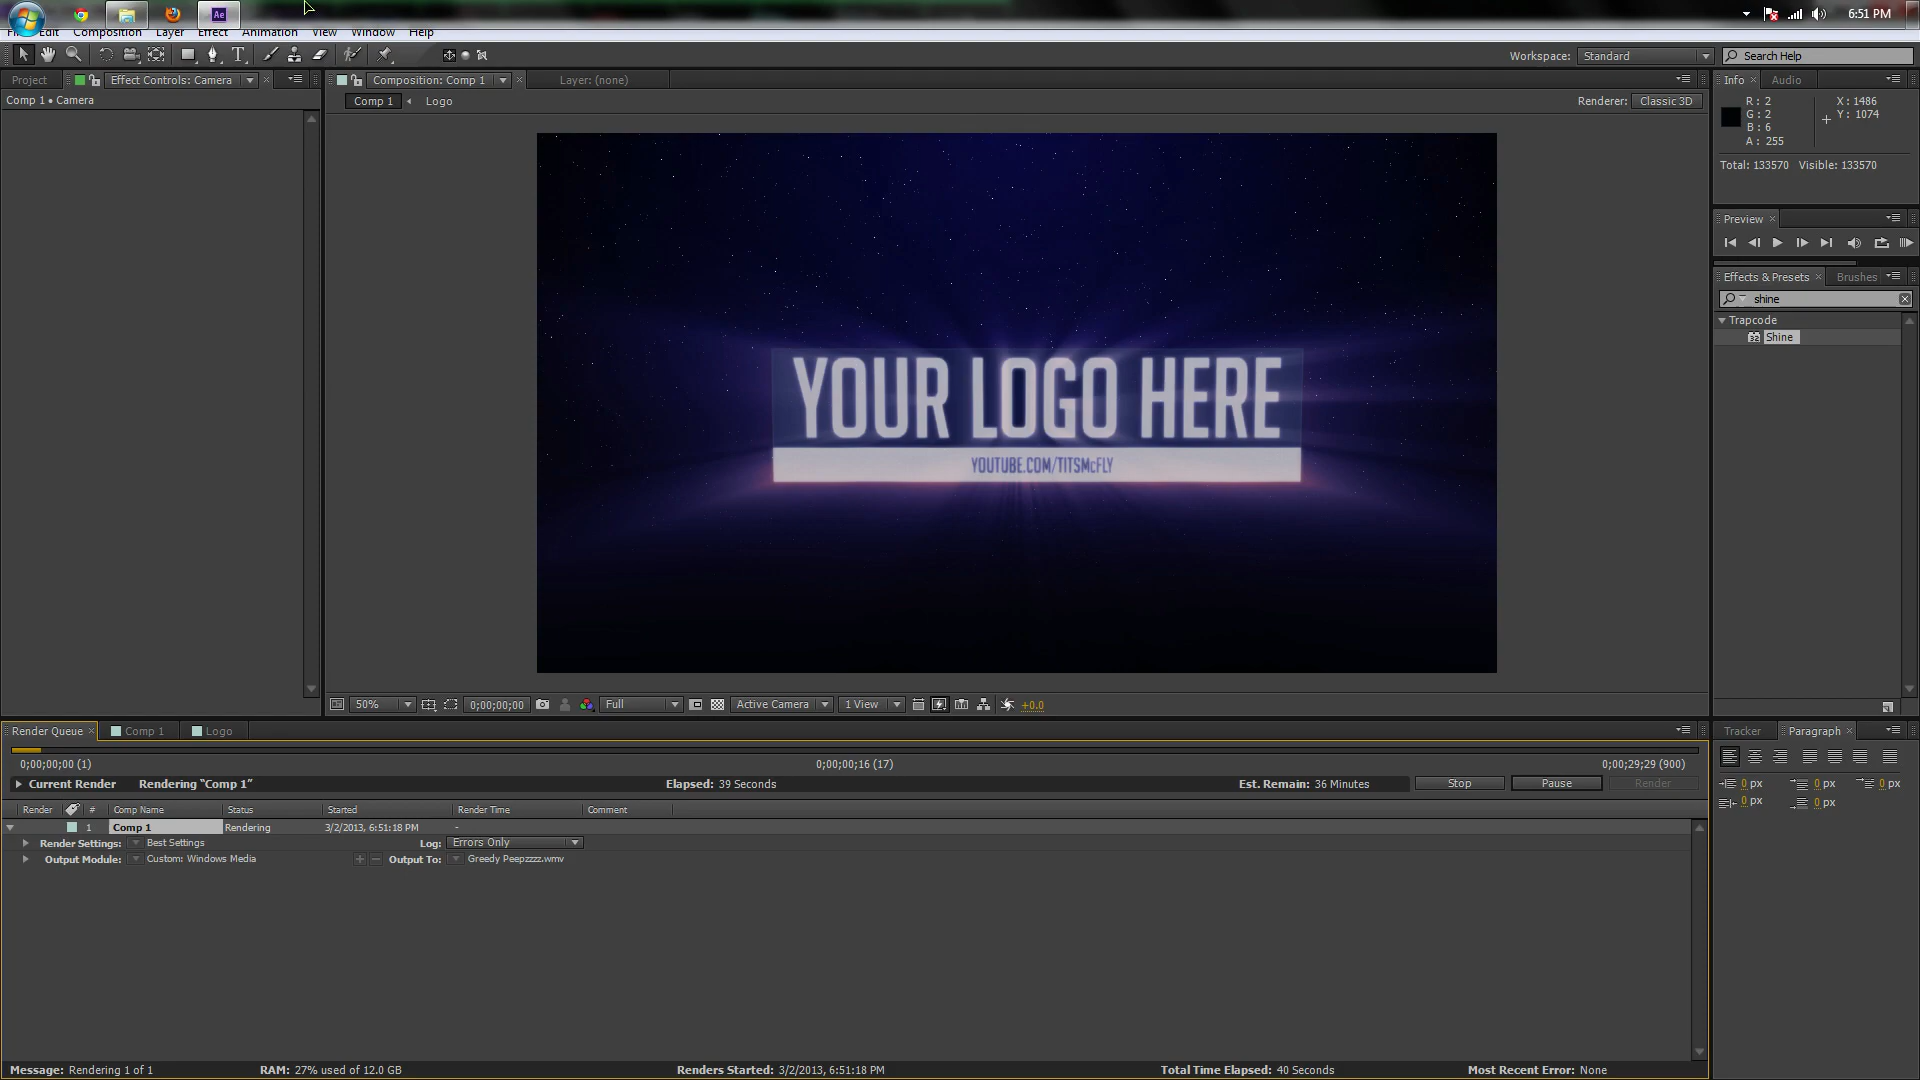 Ae
6:51 PM
Edit Composition Layer Effect Animation View Window Help
Workspace: Standard Search Help
Project Effect Controls: Camera Composition: Comp 1 Layer: (none) Info Audio
Comp 1 • Camera
Comp 1 Logo Renderer: Classic 3D
R: 2 X: 1486
G: 2 Y: 1074
B: 6
A: 255
Total: 133570 Visible: 133570
Preview
Effects & Presets Brushes
shine
Trapcode
32 Shine
YOUR LOGO HERE
YOUTUBE.COM/TITSMcFLY
50% 0;00;00;00 Full Active Camera 1 View +0.0
Render Queue Comp 1 Logo Tracker Paragraph
0;00;00;00 (1) 0;00;00;16 (17) 0;00;29;29 (900)
Current Render Rendering “Comp 1” Elapsed: 39 Seconds Est. Remain: 36 Minutes Stop Pause Render
0 px 0 px 0 px
0 px 0 px
Render # Comp Name Status Started Render Time Comment
1 Comp 1 Rendering 3/2/2013, 6:51:18 PM -
Render Settings: Best Settings Log: Errors Only
Output Module: Custom: Windows Media Output To: Greedy Peepzzzz.wmv
Message: Rendering 1 of 1 RAM: 27% used of 12.0 GB Renders Started: 3/2/2013, 6:51:18 PM Total Time Elapsed: 40 Seconds Most Recent Error: None